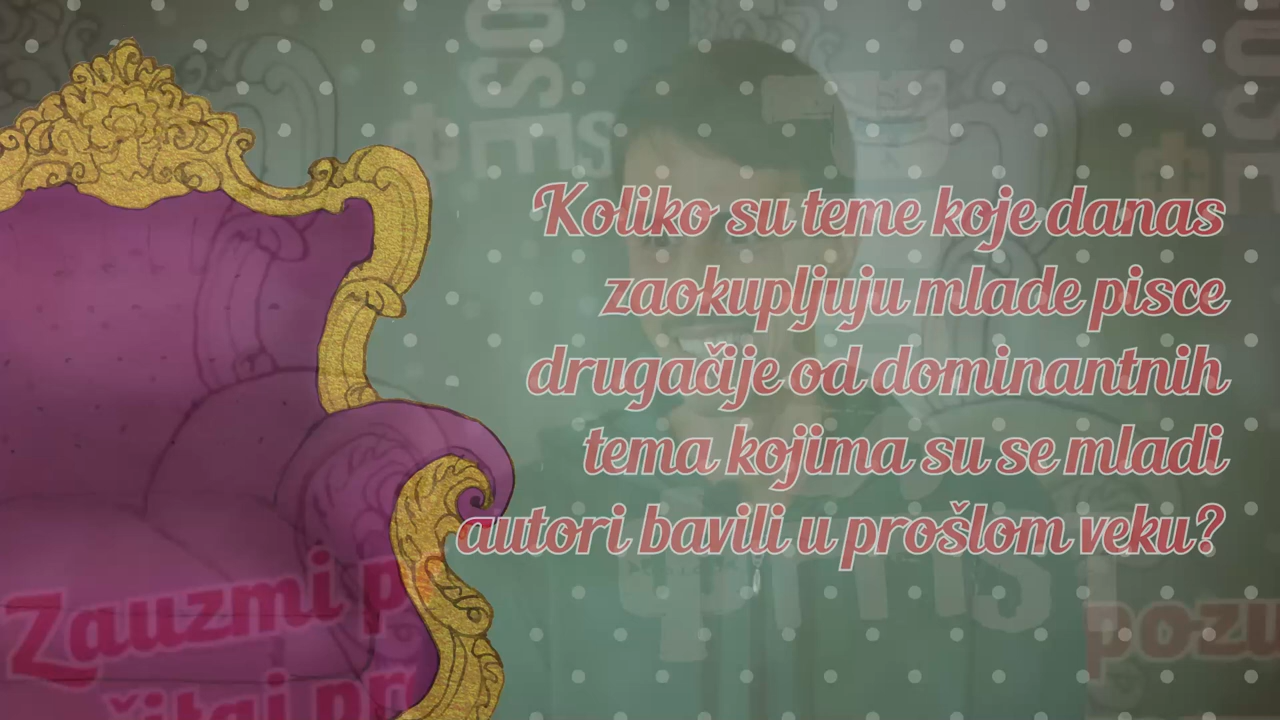 Koliko su teme koje danas
zaokupljuju mlade pisce
drugačije od dominantnih
tema kojima su se mladi
autori bavili u prošlom veku?
Zauzmi